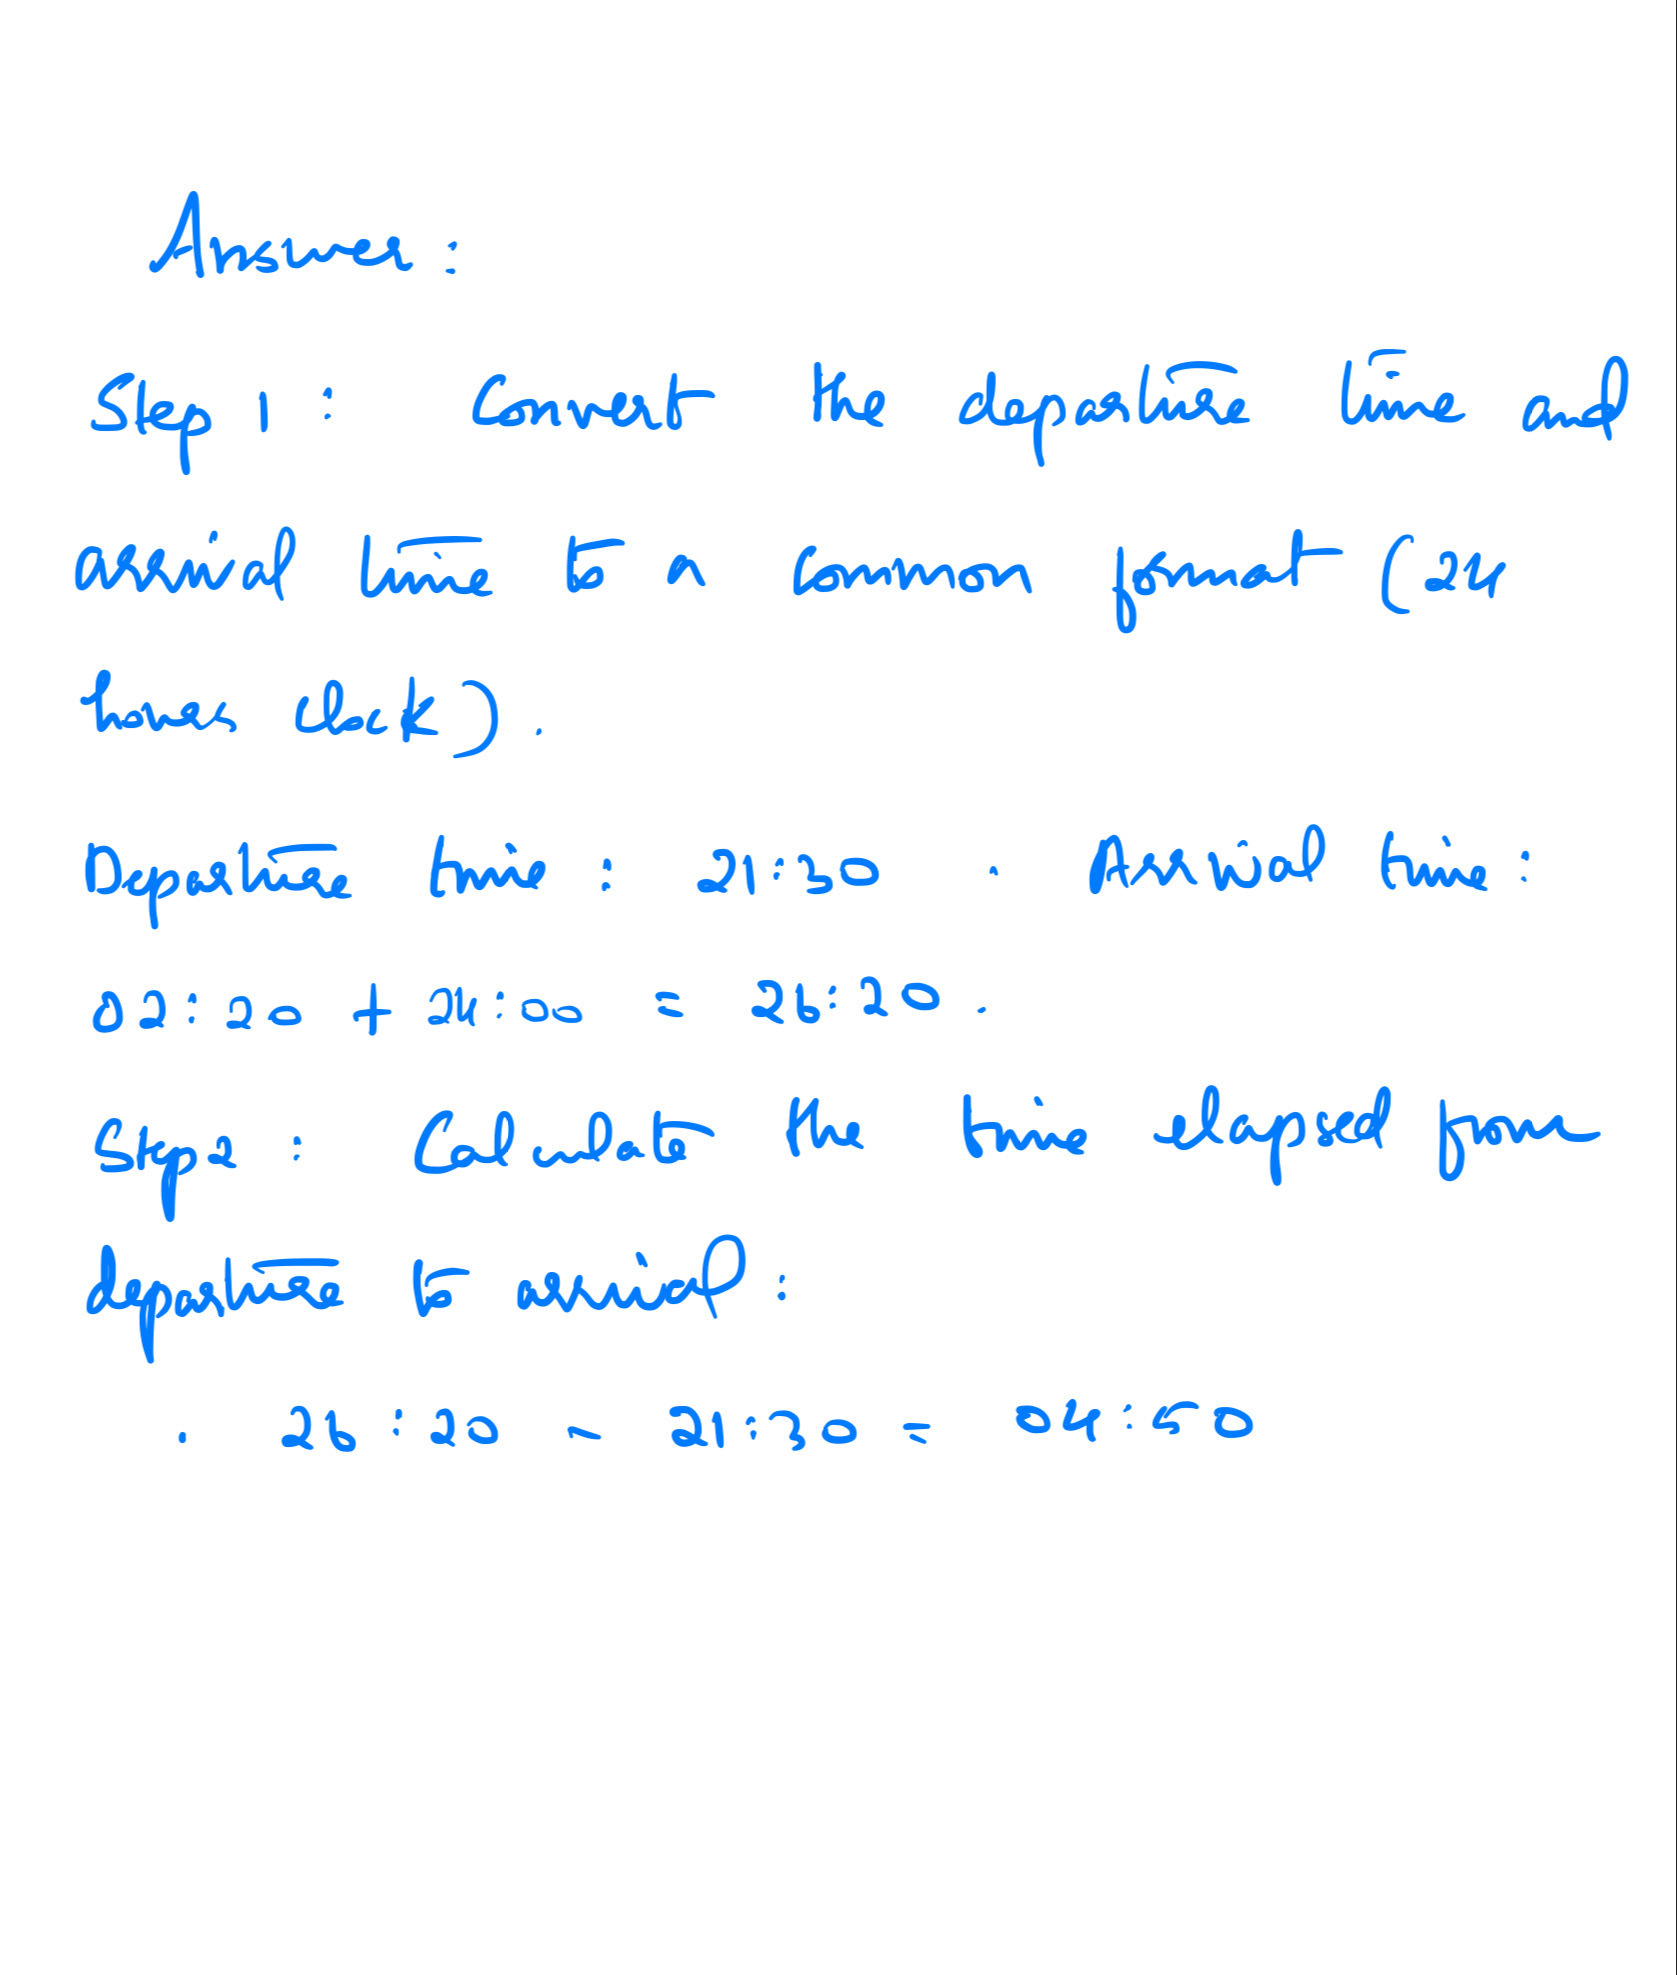 Answer:
Step 1: Convert the departure time and
arrival time to a common format (24
hours clock).
Departure time: 21:30. Arrival time:
02:20 + 24:00 = 26:20.
Step 2: Calculate the time elapsed from
departure to arrival:
. 26:20 - 21:30 = 04:50